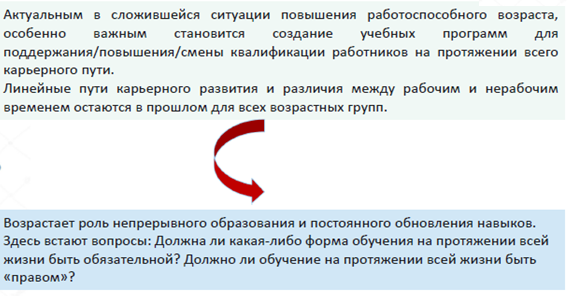 Актуальным в сложившейся ситуации повышения работоспособного возраста,
особенно важным становится создание учебных программ для
поддержания/повышения/смены квалификации работников на протяжении всего
карьерного пути.
Линейные пути карьерного развития и различия между рабочим и нерабочим
временем остаются в прошлом для всех возрастных групп.
Возрастает роль непрерывного образования и постоянного обновления навыков.
Здесь встают вопросы: Должна ли какая-либо форма обучения на протяжении всей
жизни быть обязательной? Должно ли обучение на протяжении всей жизни быть
«правом»?